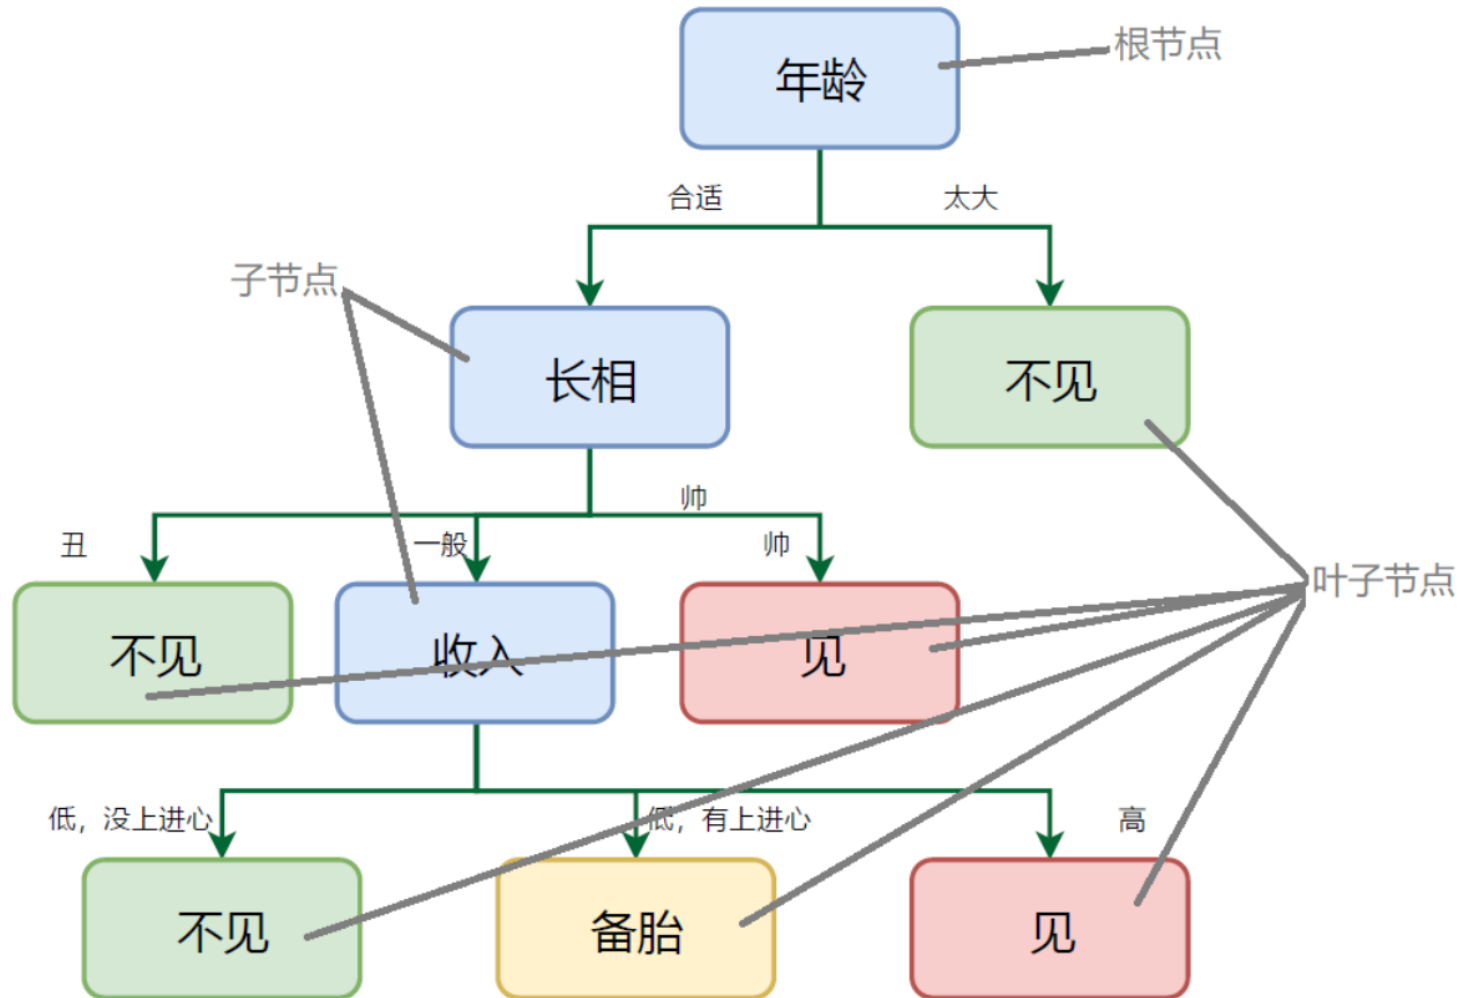 年龄
根节点
合适
太大
子节点
长相
不见
帅
丑
一般
帅
叶子节点
不见
收入
见
低，没上进心
低，有上进心
高
不见
备胎
见